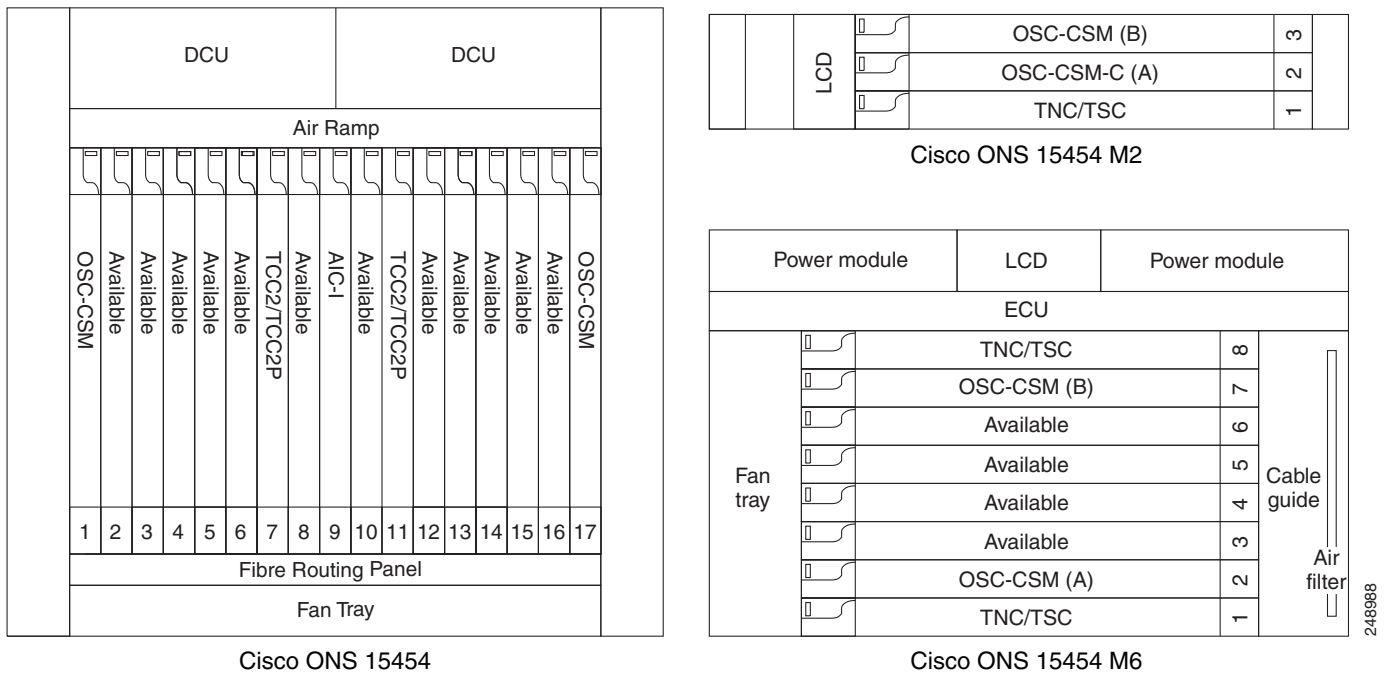 DCU DCU
Air Ramp
OSC-CSM
Available
Available
Available
Available
Available
TCC2/TCC2P
Available
AIC-I
Available
TCC2/TCC2P
Available
Available
Available
Available
Available
OSC-CSM
1 2 3 4 5 6 7 8 9 10 11 12 13 14 15 16 17
Fibre Routing Panel
Fan Tray
Cisco ONS 15454
LCD
OSC-CSM (B) 3
OSC-CSM-C (A) 2
TNC/TSC 1
Cisco ONS 15454 M2
Power module LCD Power module
ECU
TNC/TSC 8
OSC-CSM (B) 7
Available 6
Available 5
Available 4
Available 3
OSC-CSM (A) 2
TNC/TSC 1
Fan
tray
Cable
guide
Air
filter
Cisco ONS 15454 M6
248988